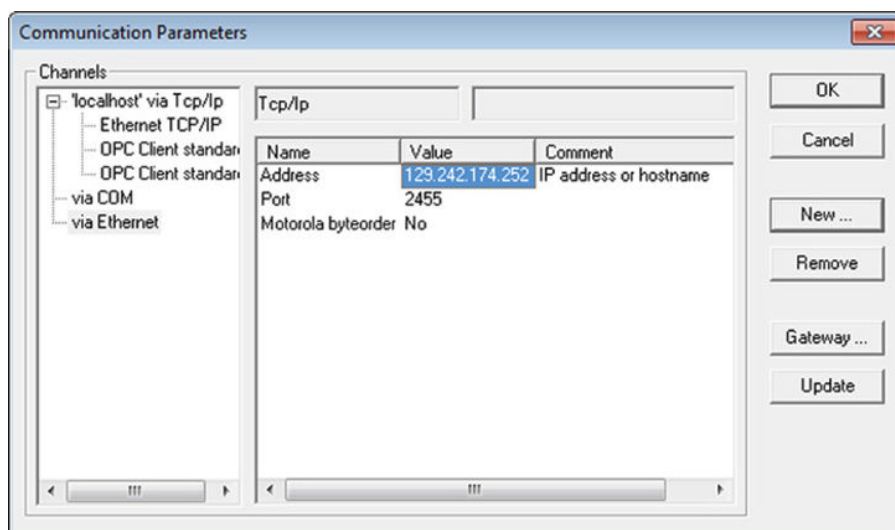 Communication Parameters
Channels
'localhost' via Tcp/Ip
Ethernet TCP/IP
OPC Client standar
OPC Client standar
via COM
via Ethernet
Tcp/Ip
Name Value Comment
Address 129.242.174.252 IP address or hostname
Port 2455
Motorola byteorder No
OK
Cancel
New ...
Remove
Gateway ...
Update